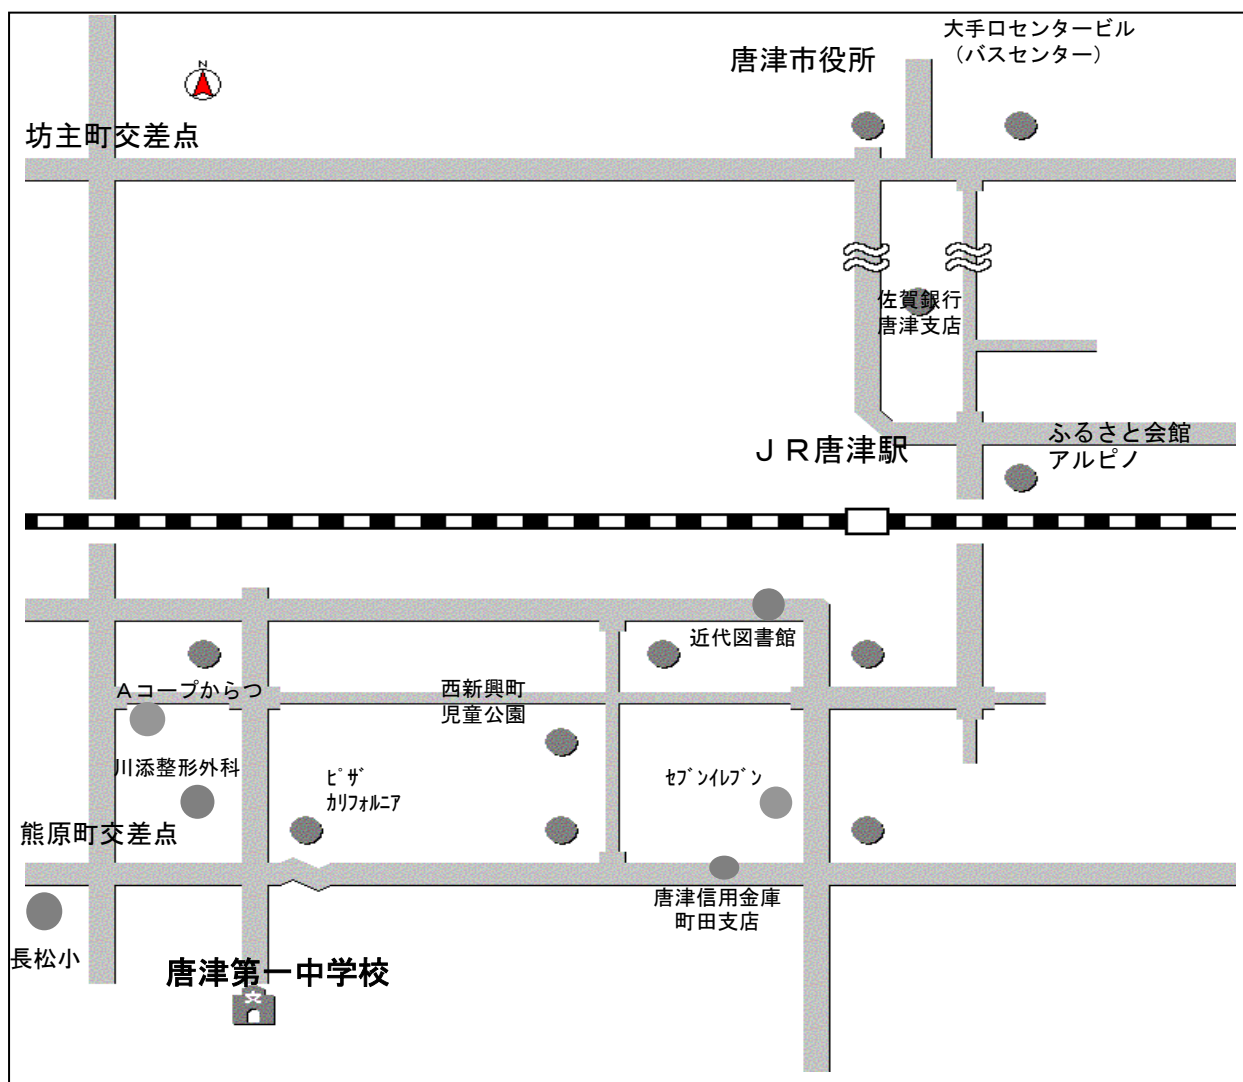 大手口センタービル
（バスセンター）
唐津市役所
N
坊主町交差点
佐賀銀行
唐津支店
ＪＲ唐津駅
ふるさと会館
アルピノ
近代図書館
Ａコープからつ
西新興町
児童公園
川添整形外科
ﾋﾟｻﾞ
ｶﾘﾌｫﾙﾆｱ
ｾﾌﾞﾝｲﾚﾌﾞﾝ
熊原町交差点
唐津信用金庫
町田支店
長松小
唐津第一中学校
文